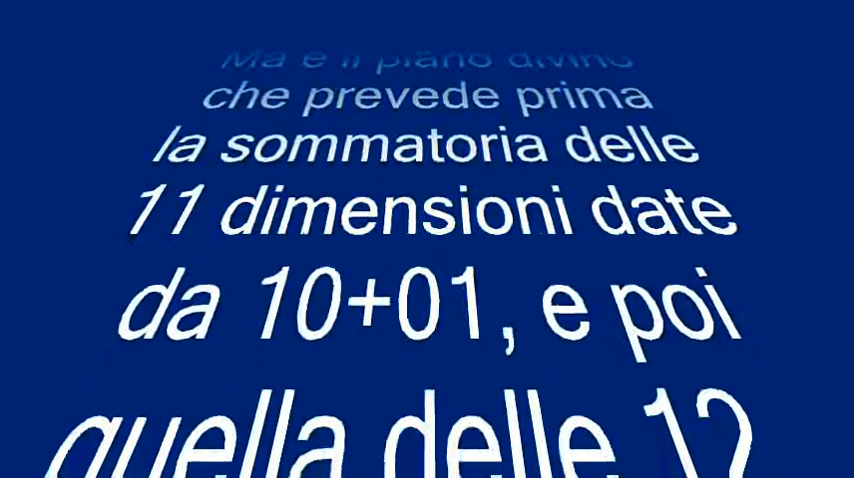 Ma è il piano divino
che prevede prima
la sommatoria delle
11 dimensioni date
da 10+01, e poi
quella delle 12